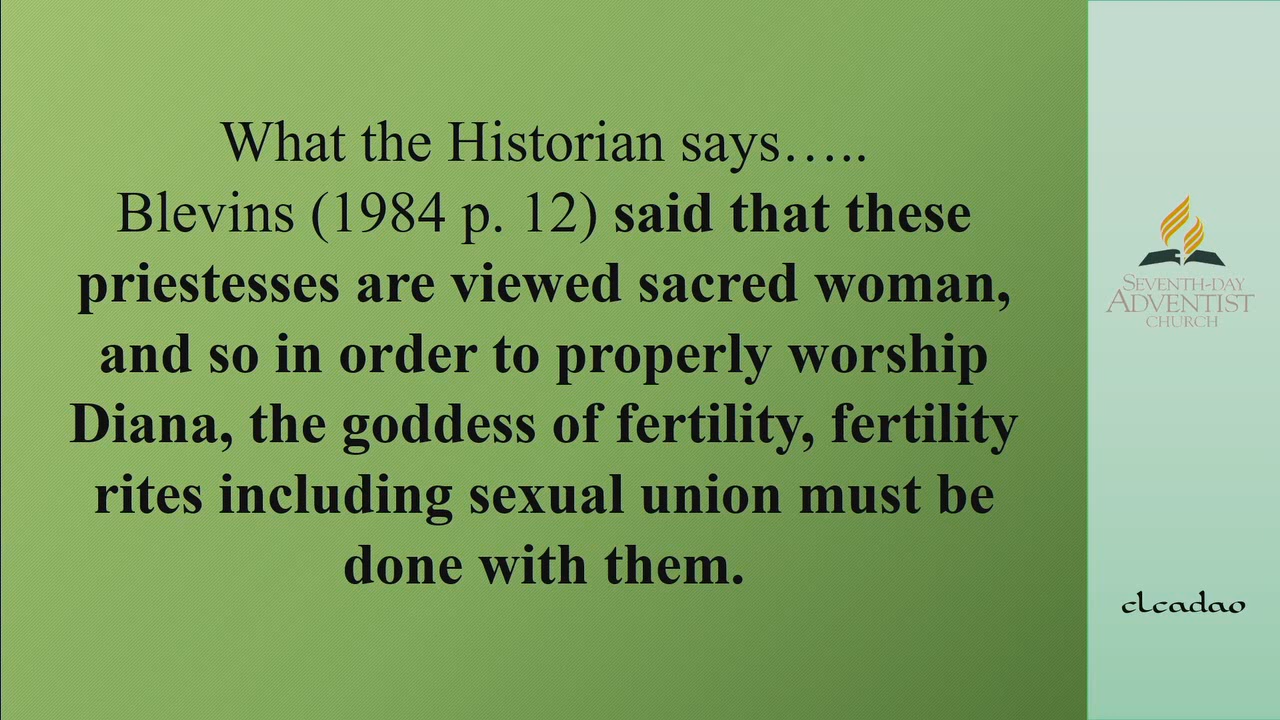 What the Historian says…..
Blevins (1984 p. 12) said that these
priestesses are viewed sacred woman,
and so in order to properly worship
Diana, the goddess of fertility, fertility
rites including sexual union must be
done with them.
SEVENTH-DAY
ADVENTIST
CHURCH
clcadao